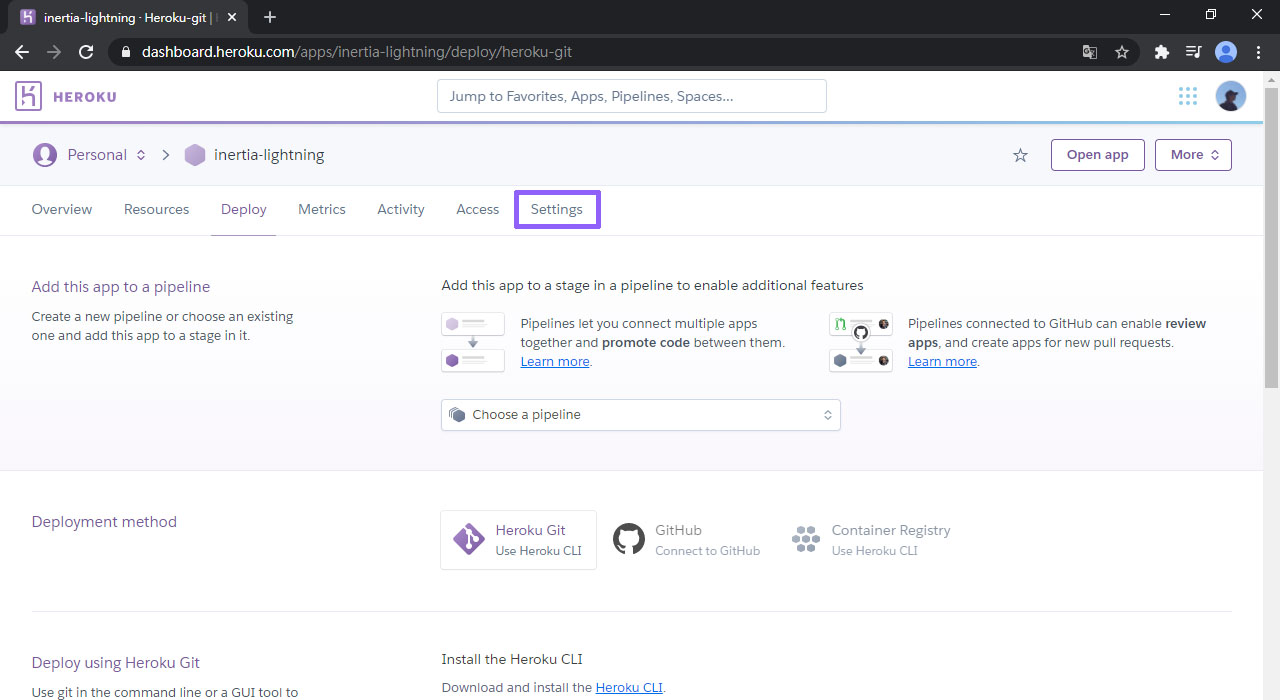 inertia-lightning · Heroku-git |
dashboard.heroku.com/apps/inertia-lightning/deploy/heroku-git
HEROKU
Jump to Favorites, Apps, Pipelines, Spaces...
Personal
inertia-lightning
Open app
More
Overview
Resources
Deploy
Metrics
Activity
Access
Settings
Add this app to a pipeline
Create a new pipeline or choose an existing
one and add this app to a stage in it.
Add this app to a stage in a pipeline to enable additional features
Pipelines let you connect multiple apps
together and promote code between them.
Learn more.
Pipelines connected to GitHub can enable review
apps, and create apps for new pull requests.
Learn more.
Choose a pipeline
Deployment method
Heroku Git
Use Heroku CLI
GitHub
Connect to GitHub
Container Registry
Use Heroku CLI
Deploy using Heroku Git
Use git in the command line or a GUI tool to
Install the Heroku CLI
Download and install the Heroku CLI.